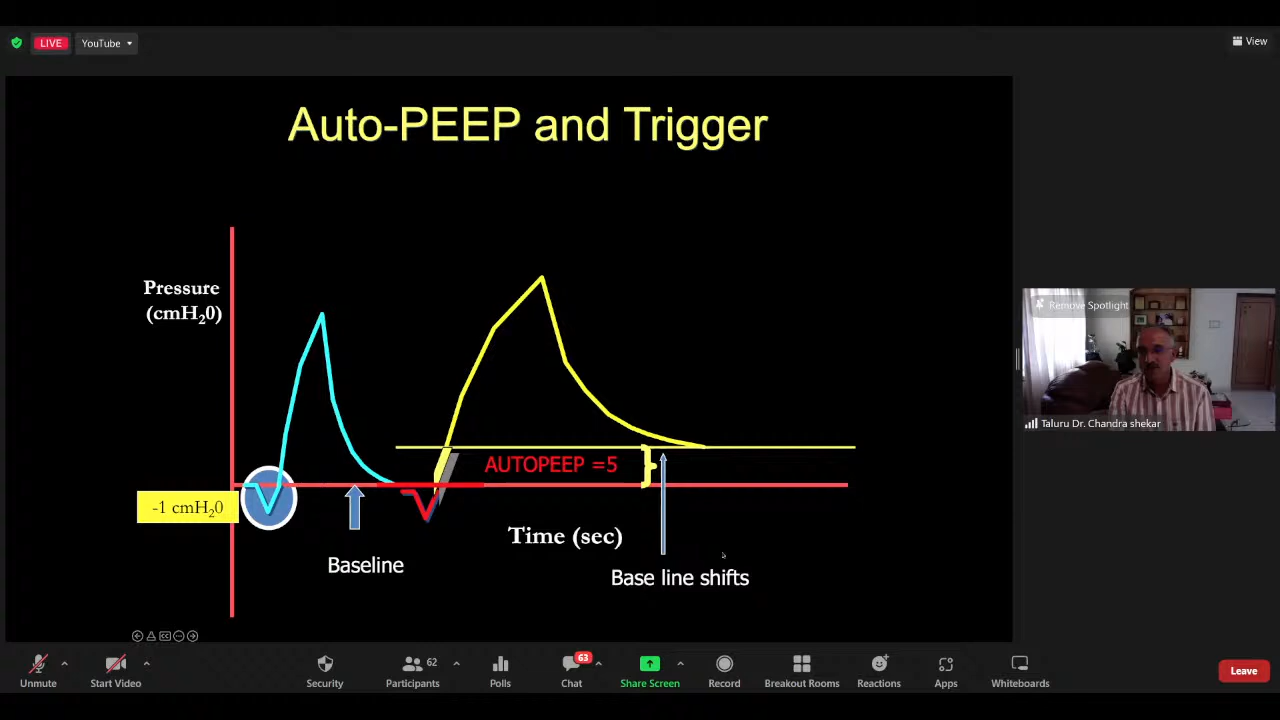 LIVE
YouTube
View
Auto-PEEP and Trigger
Pressure
(cmH₂0)
Remove Spotlight
Taluru Dr. Chandra shekar
AUTOPEEP =5
-1 cmH₂0
Time (sec)
Baseline
Base line shifts
Unmute
Start Video
Security
62
Participants
Polls
63
Chat
Share Screen
Record
Breakout Rooms
Reactions
Apps
Whiteboards
Leave